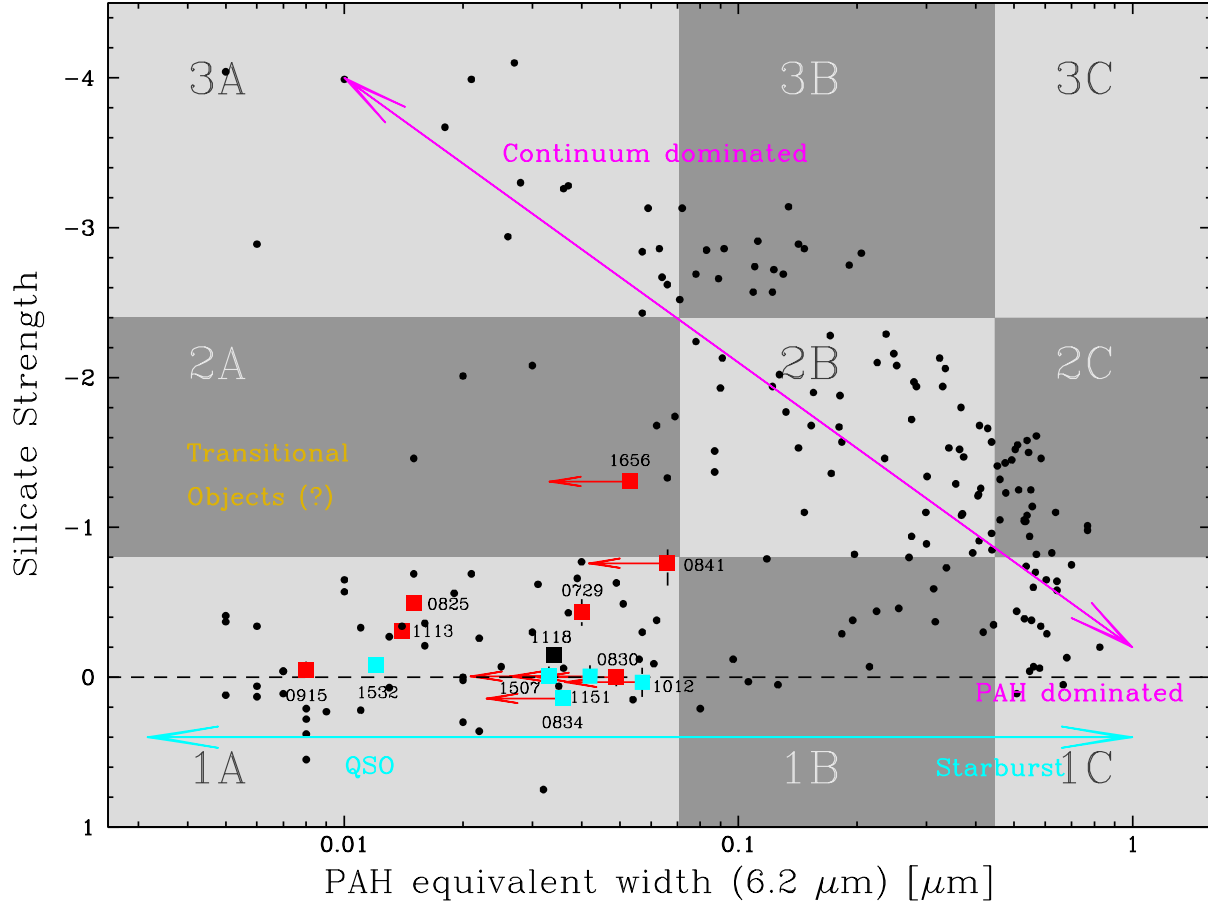 3A
3B
3C
Continuum dominated
2A
2B
2C
Transitional
Objects (?)
1656
0841
0825
0729
1113
1118
0830
0915
1532
1507
1151
1012
0834
PAH dominated
1A
QSO
1B
Starburst
1C
-4
-3
-2
-1
0
1
Silicate Strength
0.01
0.1
1
PAH equivalent width (6.2 μm) [μm]